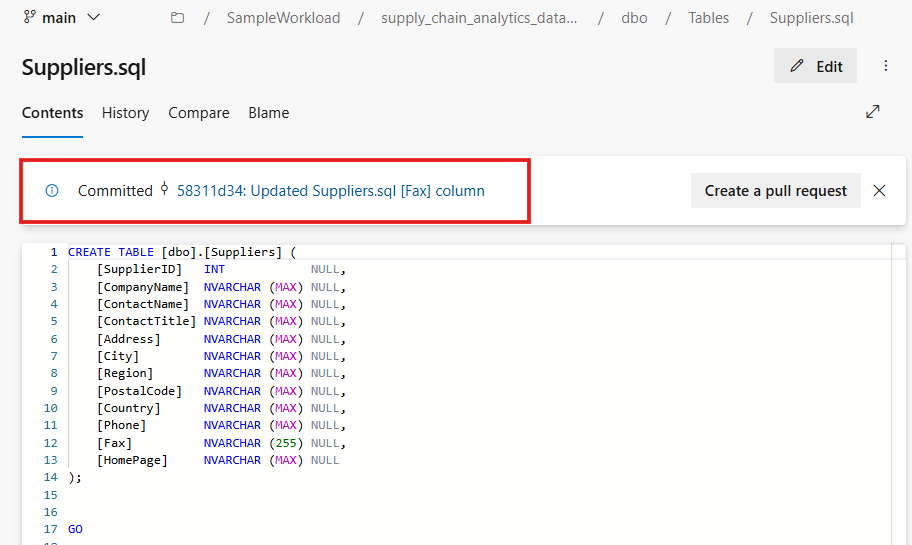 main / SampleWorkload / supply_chain_analytics_data... / dbo / Tables / Suppliers.sql
Suppliers.sql
Edit
Contents History Compare Blame
Committed 58311d34: Updated Suppliers.sql [Fax] column
Create a pull request
1 CREATE TABLE [dbo].[Suppliers] (
2 [SupplierID] INT NULL,
3 [CompanyName] NVARCHAR (MAX) NULL,
4 [ContactName] NVARCHAR (MAX) NULL,
5 [ContactTitle] NVARCHAR (MAX) NULL,
6 [Address] NVARCHAR (MAX) NULL,
7 [City] NVARCHAR (MAX) NULL,
8 [Region] NVARCHAR (MAX) NULL,
9 [PostalCode] NVARCHAR (MAX) NULL,
10 [Country] NVARCHAR (MAX) NULL,
11 [Phone] NVARCHAR (MAX) NULL,
12 [Fax] NVARCHAR (255) NULL,
13 [HomePage] NVARCHAR (MAX) NULL
14 );
15
16
17 GO